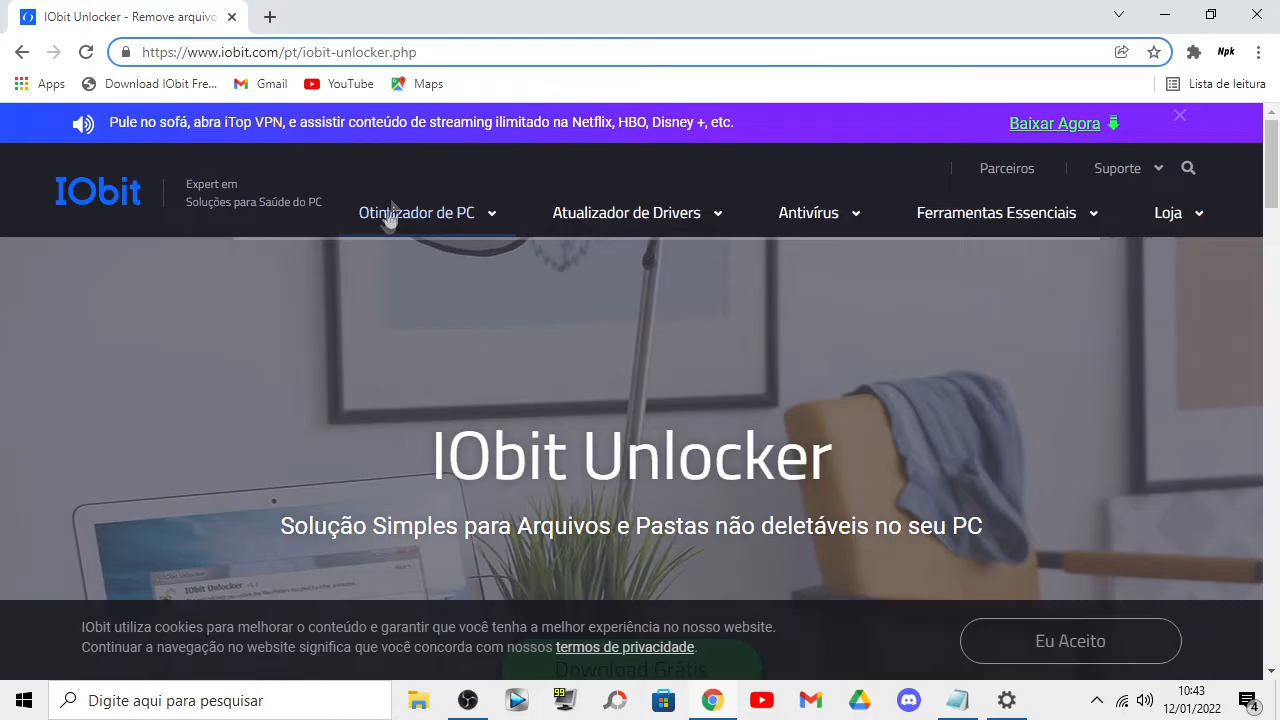 IObit Unlocker - Remove arquivo
https://www.iobit.com/pt/iobit-unlocker.php
Npk
Apps
Download IObit Fre...
Gmail
YouTube
Maps
Lista de leitura
Pule no sofá, abra iTop VPN, e assistir conteúdo de streaming ilimitado na Netflix, HBO, Disney +, etc.
Baixar Agora
Parceiros
Suporte
IObit
Expert em
Soluções para Saúde do PC
Otimizador de PC
Atualizador de Drivers
Antivírus
Ferramentas Essenciais
Loja
IObit Unlocker
Solução Simples para Arquivos e Pastas não deletáveis no seu PC
IObit Unlocker
IObit utiliza cookies para melhorar o conteúdo e garantir que você tenha a melhor experiência no nosso website.
Continuar a navegação no website significa que você concorda com nossos termos de privacidade.
Eu Aceito
Download Grátis
Digite aqui para pesquisar
99
10:43
12/01/2022
4